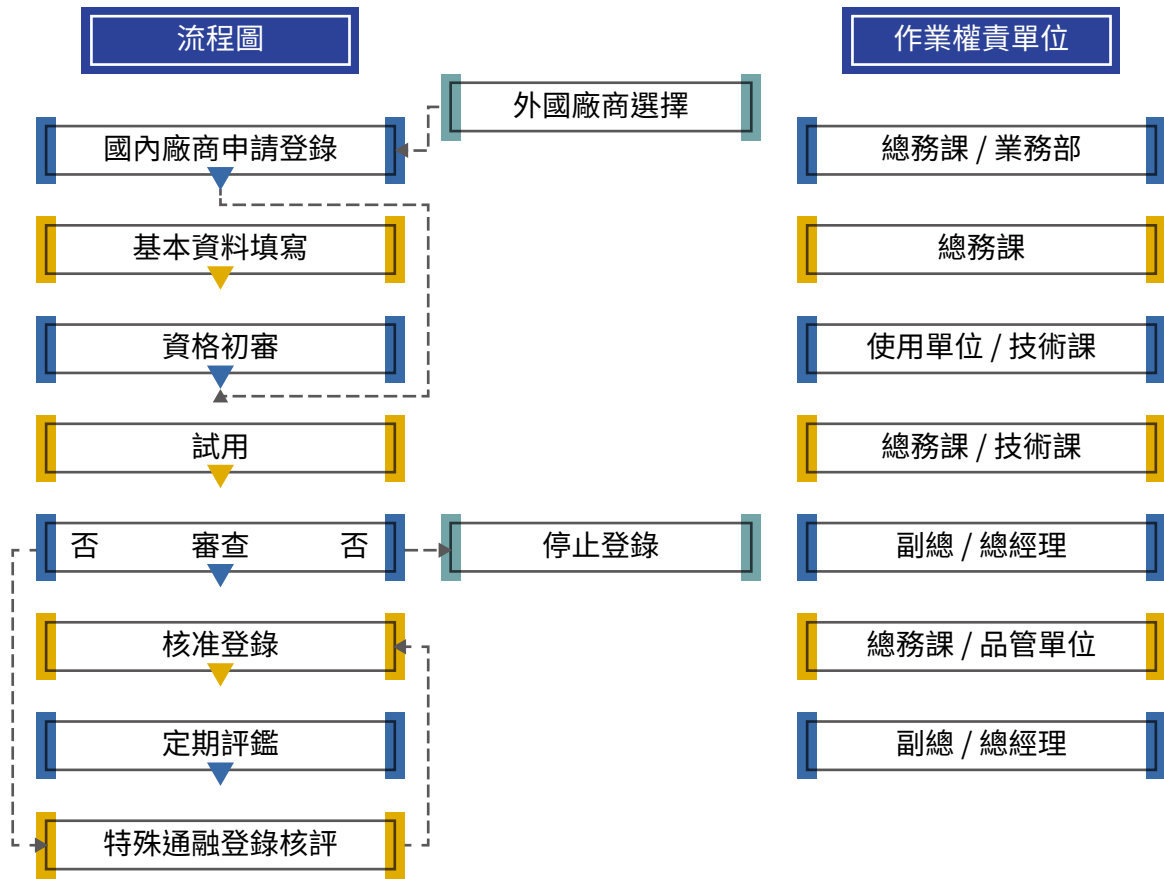 流程圖
作業權責單位
外國廠商選擇
國內廠商申請登錄
總務課 / 業務部
基本資料填寫
總務課
資格初審
使用單位 / 技術課
試用
總務課 / 技術課
否 審查 否
停止登錄
副總 / 總經理
核准登錄
總務課 / 品管單位
定期評鑑
副總 / 總經理
特殊通融登錄核評